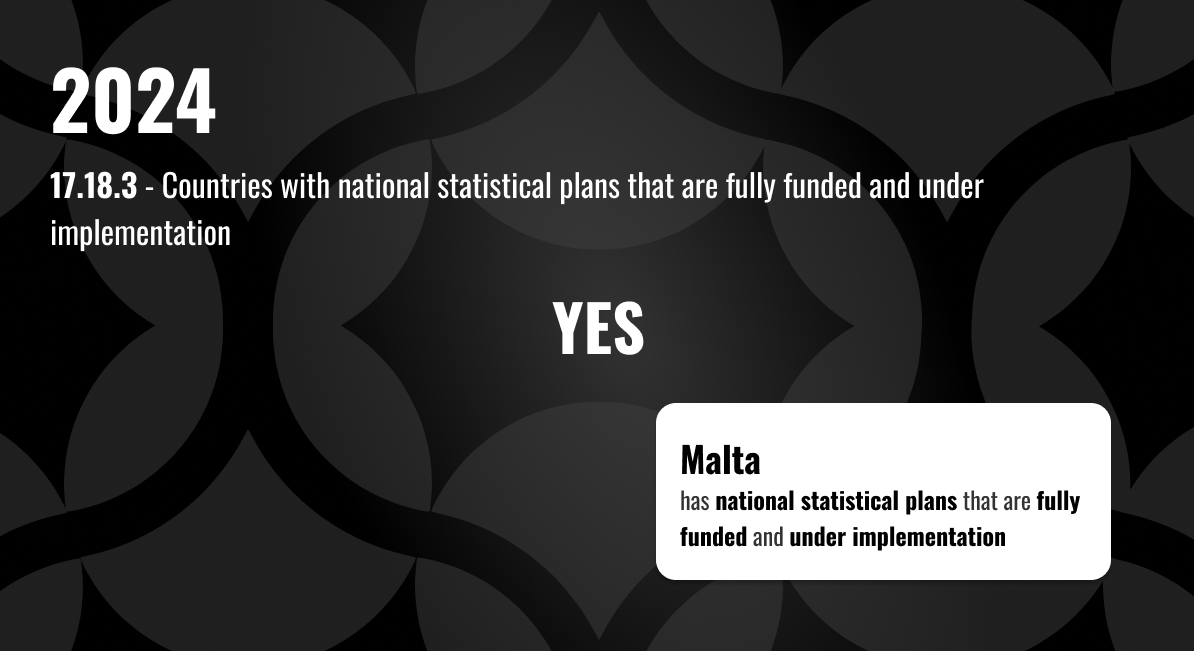 2024
17.18.3 - Countries with national statistical plans that are fully funded and under
implementation
YES
Malta
has national statistical plans that are fully
funded and under implementation